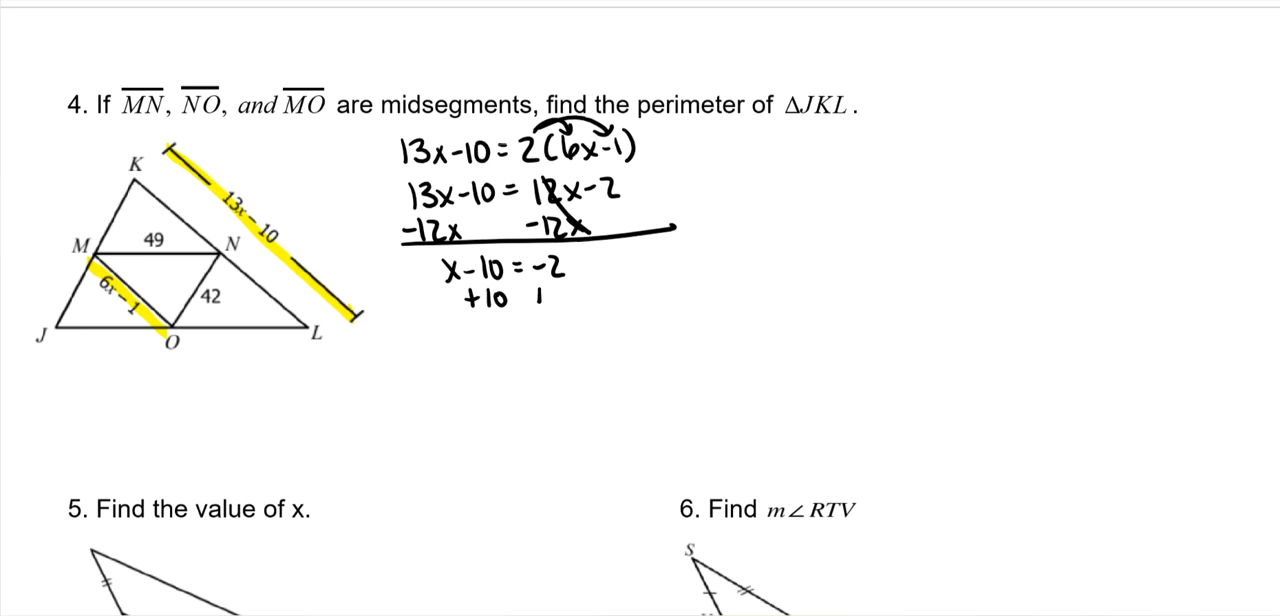 4. If MN, NO, and MO are midsegments, find the perimeter of ΔJKL.
13x-10=2(6x-1)
K
13x - 10
13x-10=12x-2
M
49
N
-12x -12x
6x - 1
42
x-10=-2
+10 1
J
O
L
5. Find the value of x.
6. Find m∠RTV
S